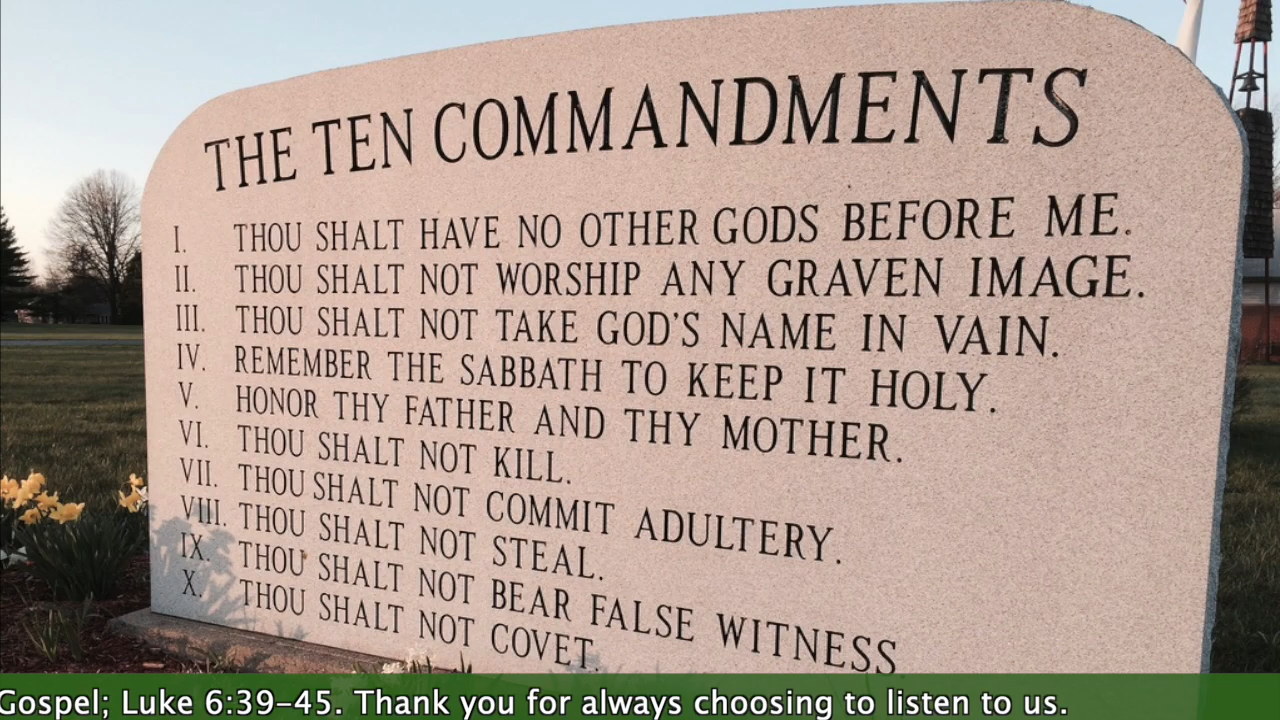 THE TEN COMMANDMENTS
I. THOU SHALT HAVE NO OTHER GODS BEFORE ME.
II. THOU SHALT NOT WORSHIP ANY GRAVEN IMAGE.
III. THOU SHALT NOT TAKE GOD'S NAME IN VAIN.
IV. REMEMBER THE SABBATH TO KEEP IT HOLY.
V. HONOR THY FATHER AND THY MOTHER.
VI. THOU SHALT NOT KILL.
VII. THOU SHALT NOT COMMIT ADULTERY.
VIII. THOU SHALT NOT STEAL.
IX. THOU SHALT NOT BEAR FALSE WITNESS.
X. THOU SHALT NOT COVET.
Gospel; Luke 6:39–45. Thank you for always choosing to listen to us.